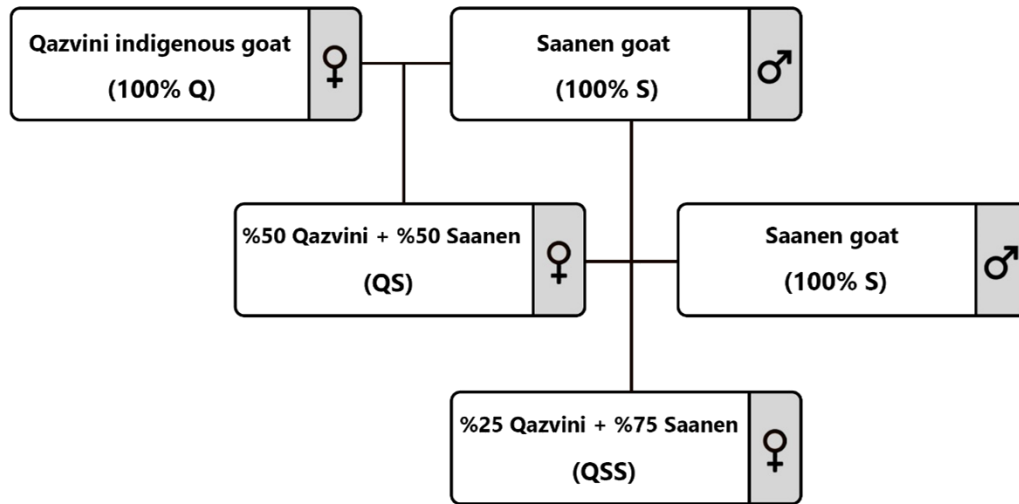 Qazvini indigenous goat
(100% Q)
♀
Saanen goat
(100% S)
♂
%50 Qazvini + %50 Saanen
(QS)
♀
Saanen goat
(100% S)
♂
%25 Qazvini + %75 Saanen
(QSS)
♀